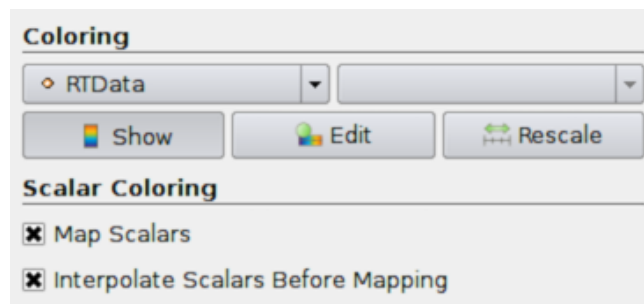 Coloring
RTData
Show Edit Rescale
Scalar Coloring
Map Scalars
Interpolate Scalars Before Mapping